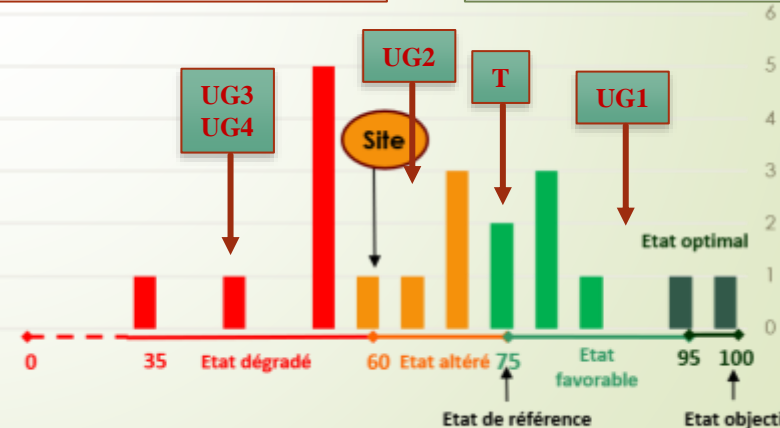 6
5
4
3
2
1
0
UG3
UG4
Site
UG2
T
UG1
Etat optimal
0
35
Etat dégradé
60
Etat altéré
75
Etat
favorable
95
100
Etat de référence
Etat objecti